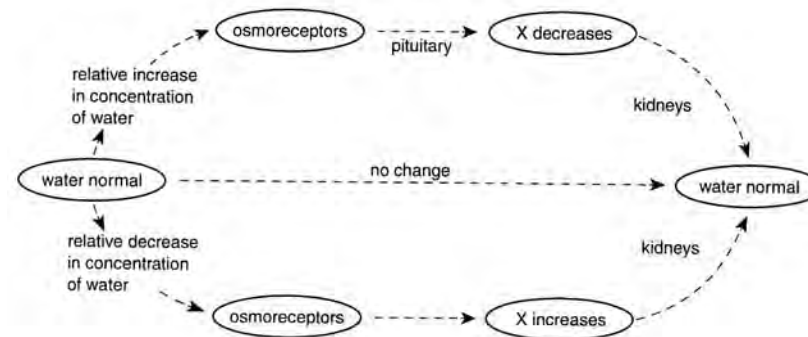 osmoreceptors
pituitary
X decreases
relative increase
in concentration
of water
kidneys
water normal
no change
water normal
relative decrease
in concentration
of water
kidneys
osmoreceptors
X increases